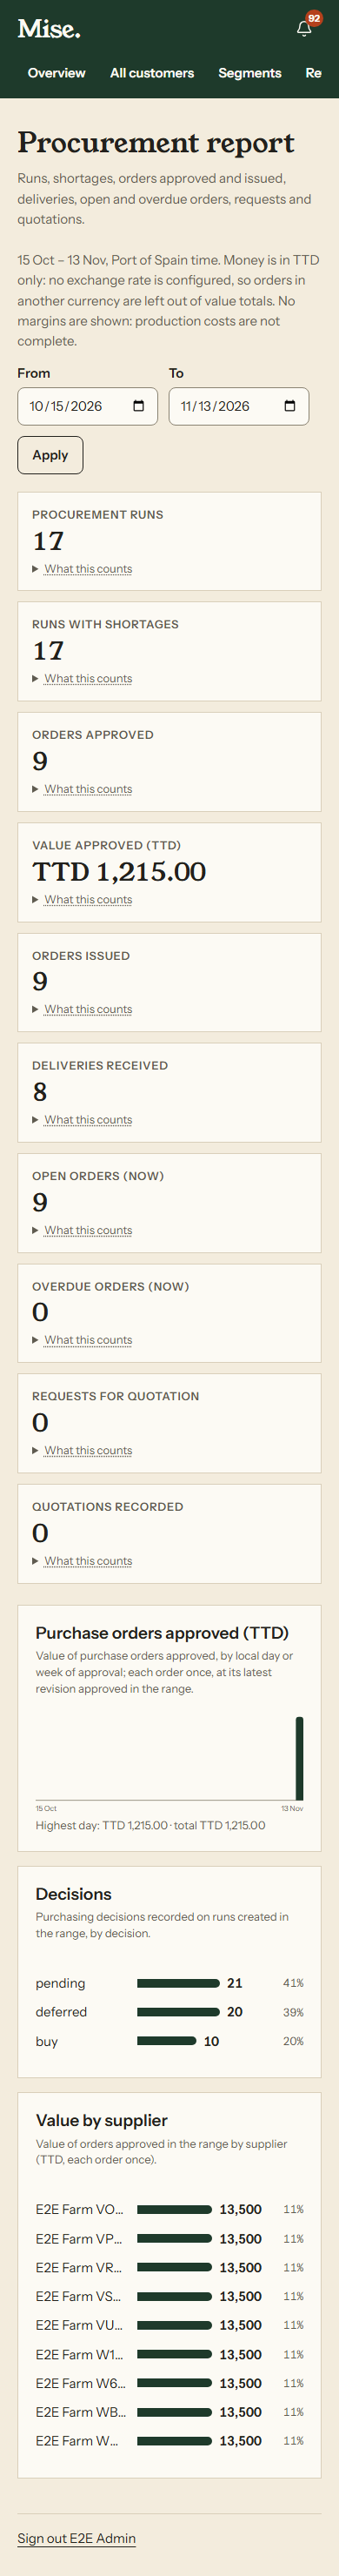 Mise.
92
Overview All customers Segments Re
Procurement report
Runs, shortages, orders approved and issued,
deliveries, open and overdue orders, requests and
quotations.
15 Oct – 13 Nov, Port of Spain time. Money is in TTD
only: no exchange rate is configured, so orders in
another currency are left out of value totals. No
margins are shown: production costs are not
complete.
From To
10/15/2026 11/13/2026
Apply
PROCUREMENT RUNS
17
What this counts
RUNS WITH SHORTAGES
17
What this counts
ORDERS APPROVED
9
What this counts
VALUE APPROVED (TTD)
TTD 1,215.00
What this counts
ORDERS ISSUED
9
What this counts
DELIVERIES RECEIVED
8
What this counts
OPEN ORDERS (NOW)
9
What this counts
OVERDUE ORDERS (NOW)
0
What this counts
REQUESTS FOR QUOTATION
0
What this counts
QUOTATIONS RECORDED
0
What this counts
Purchase orders approved (TTD)
Value of purchase orders approved, by local day or
week of approval; each order once, at its latest
revision approved in the range.
15 Oct 13 Nov
Highest day: TTD 1,215.00 · total TTD 1,215.00
Decisions
Purchasing decisions recorded on runs created in
the range, by decision.
pending 21 41%
deferred 20 39%
buy 10 20%
Value by supplier
Value of orders approved in the range by supplier
(TTD, each order once).
E2E Farm VO... 13,500 11%
E2E Farm VP... 13,500 11%
E2E Farm VR... 13,500 11%
E2E Farm VS... 13,500 11%
E2E Farm VU... 13,500 11%
E2E Farm W1... 13,500 11%
E2E Farm W6... 13,500 11%
E2E Farm WB... 13,500 11%
E2E Farm W... 13,500 11%
Sign out E2E Admin